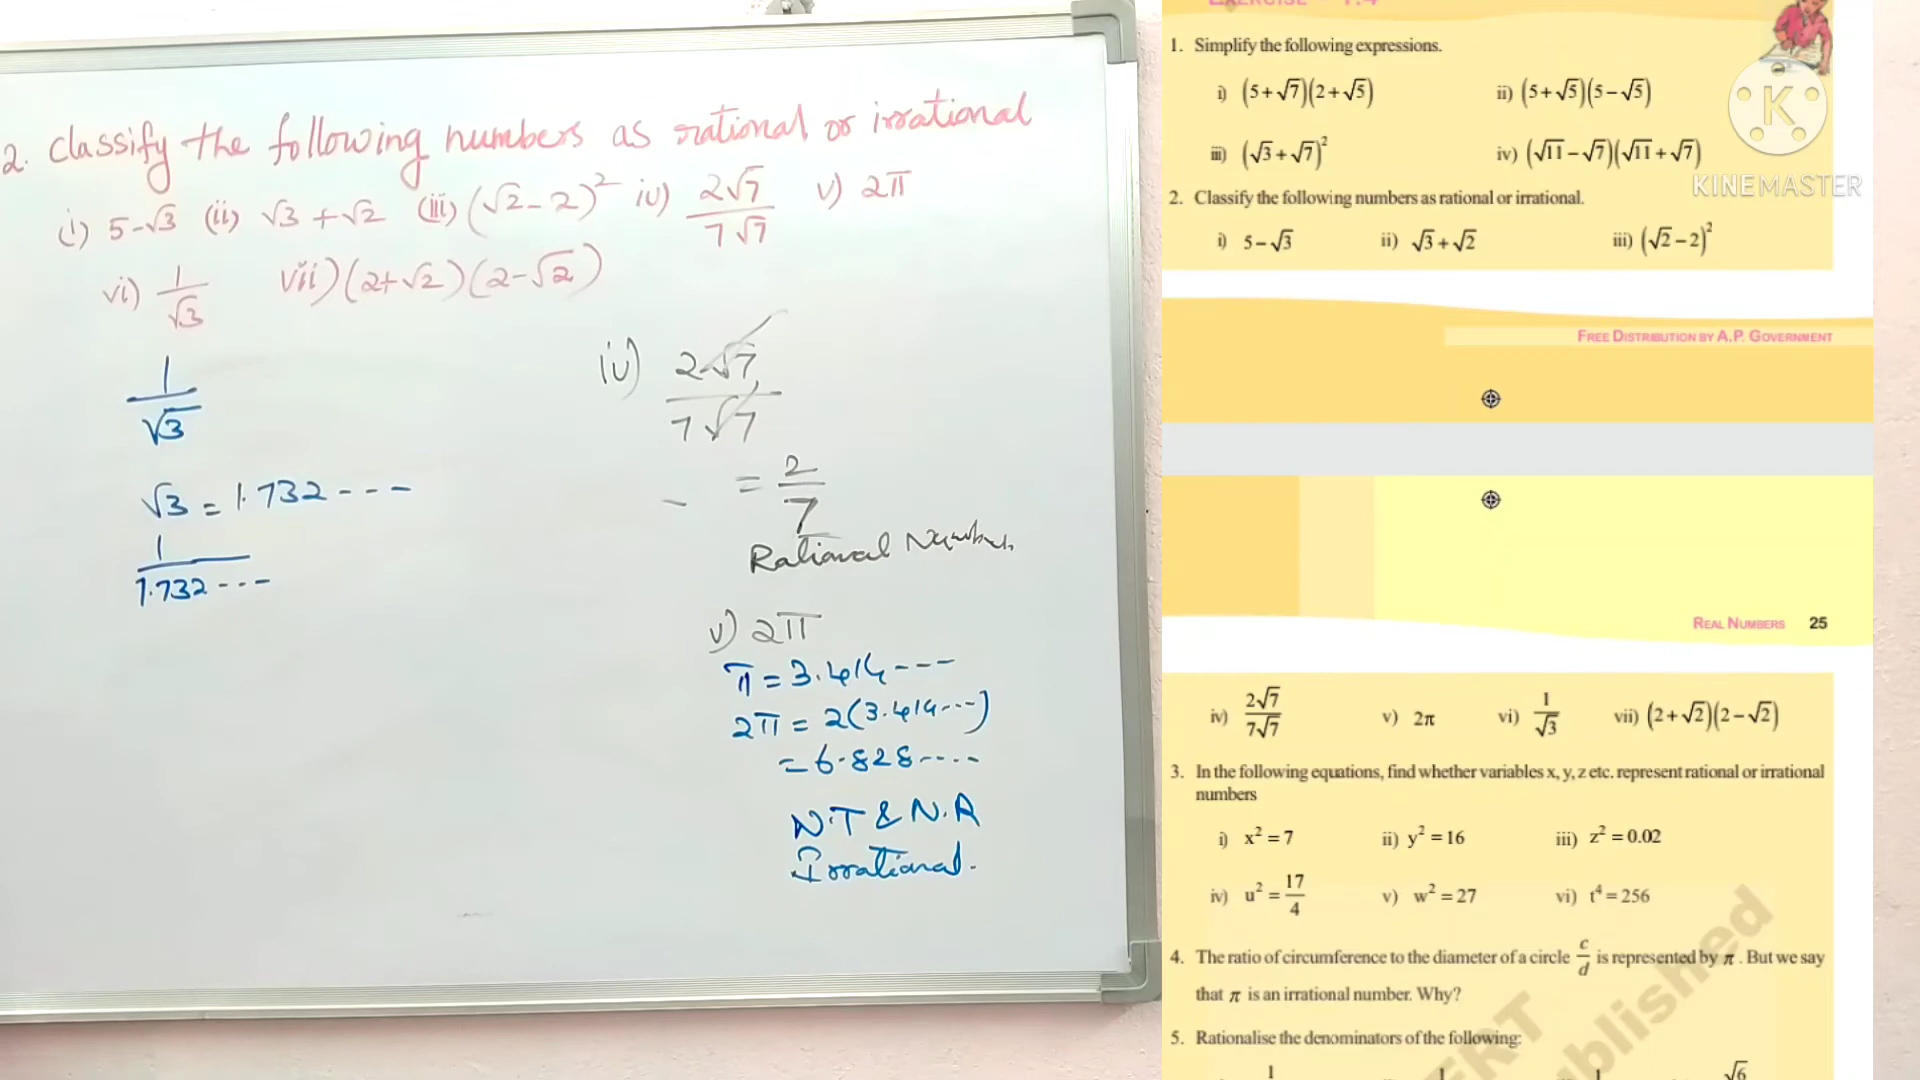 2. Classify the following numbers as rational or irrational
(i) 5-√3 (ii) √3 + √2 (iii) (√2 - 2)² iv) 2√7/7√7 v) 2π
vi) 1/√3 vii) (2+√2)(2-√2)
1/√3
√3 = 1.732 ---
1/1.732 ---
iv) 2√7/7√7
= 2/7
Rational Number
v) 2π
π = 3.414 ---
2π = 2(3.414 ---)
= 6.828 ----
N.T & N.R
Irrational.
EXERCISE - 1.4
1. Simplify the following expressions.
i) (5+√7)(2+√5) ii) (5+√5)(5-√5)
iii) (√3+√7)² iv) (√11-√7)(√11+√7)
K
KINEMASTER
2. Classify the following numbers as rational or irrational.
i) 5-√3 ii) √3+√2 iii) (√2-2)²
FREE DISTRIBUTION BY A.P. GOVERNMENT
REAL NUMBERS 25
iv) 2√7/7√7 v) 2π vi) 1/√3 vii) (2+√2)(2-√2)
3. In the following equations, find whether variables x, y, z etc. represent rational or irrational
numbers
i) x² = 7 ii) y² = 16 iii) z² = 0.02
iv) u² = 17/4 v) w² = 27 vi) t⁴ = 256
4. The ratio of circumference to the diameter of a circle c/d is represented by π. But we say
that π is an irrational number. Why?
5. Rationalise the denominators of the following: